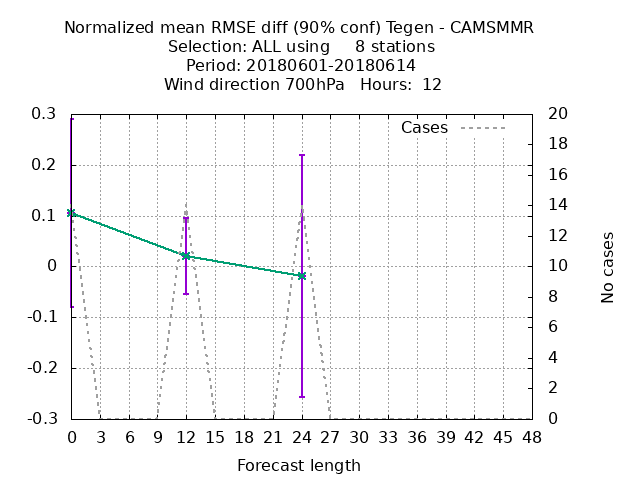 Normalized mean RMSE diff (90% conf) Tegen - CAMSMMR
Selection: ALL using     8 stations
Period: 20180601-20180614
Wind direction 700hPa   Hours:  12
Cases
0.3
0.2
0.1
0
-0.1
-0.2
-0.3
20
18
16
14
12
10
8
6
4
2
0
No cases
0 3 6 9 12 15 18 21 24 27 30 33 36 39 42 45 48
Forecast length